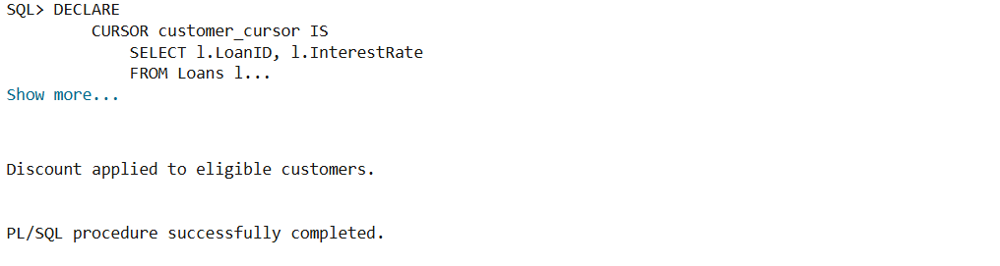 SQL> DECLARE
CURSOR customer_cursor IS
SELECT l.LoanID, l.InterestRate
FROM Loans l...
Show more...
Discount applied to eligible customers.
PL/SQL procedure successfully completed.